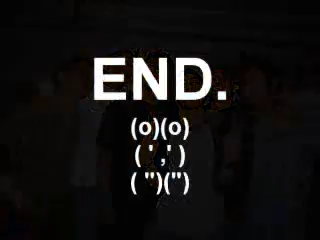 END.
(o)(o)
( ' ,' )
( ")(")